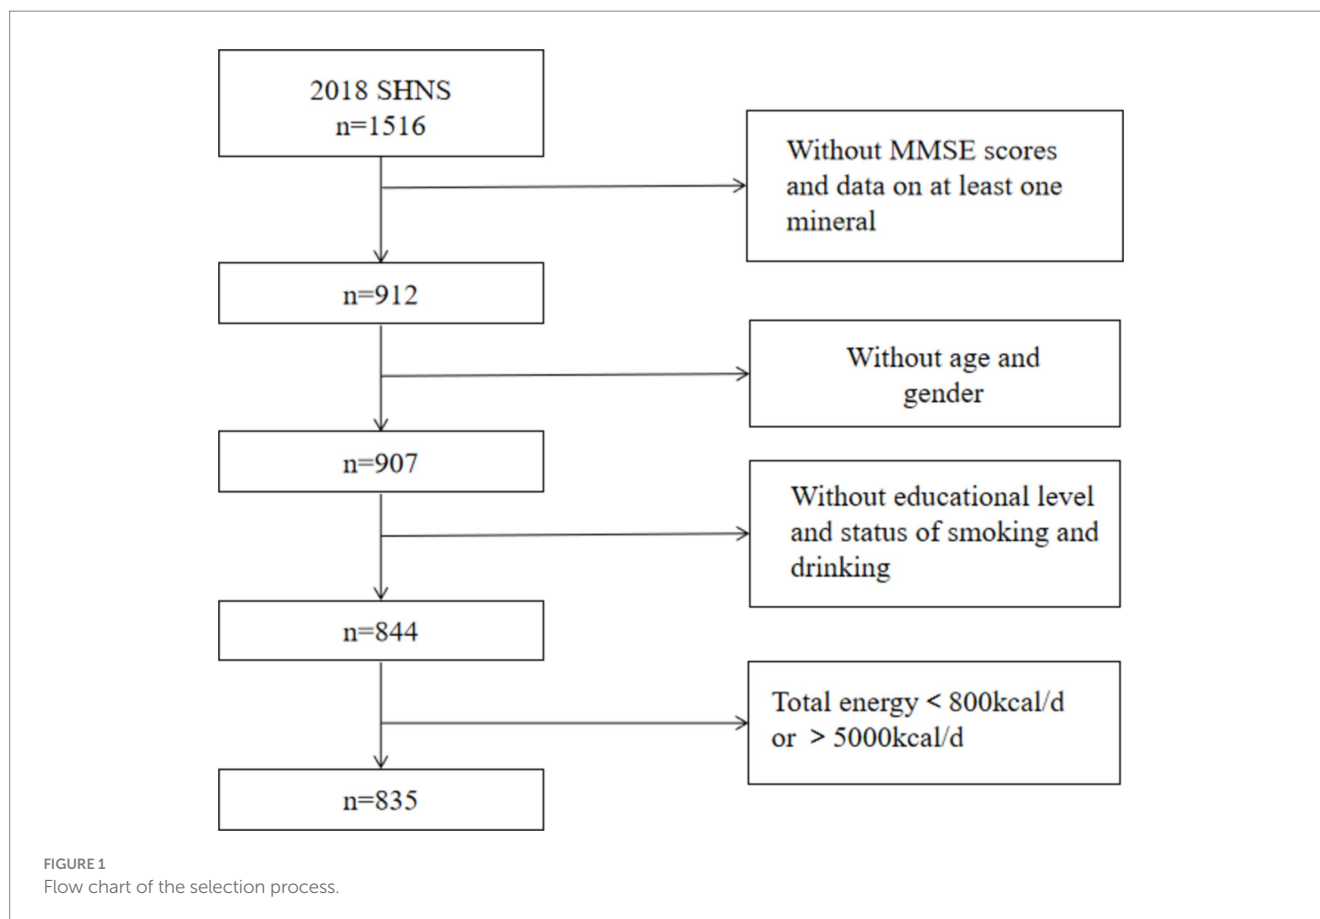 2018 SHNS
n=1516
Without MMSE scores
and data on at least one
mineral
n=912
Without age and
gender
n=907
Without educational level
and status of smoking and
drinking
n=844
Total energy < 800kcal/d
or > 5000kcal/d
n=835
FIGURE 1
Flow chart of the selection process.